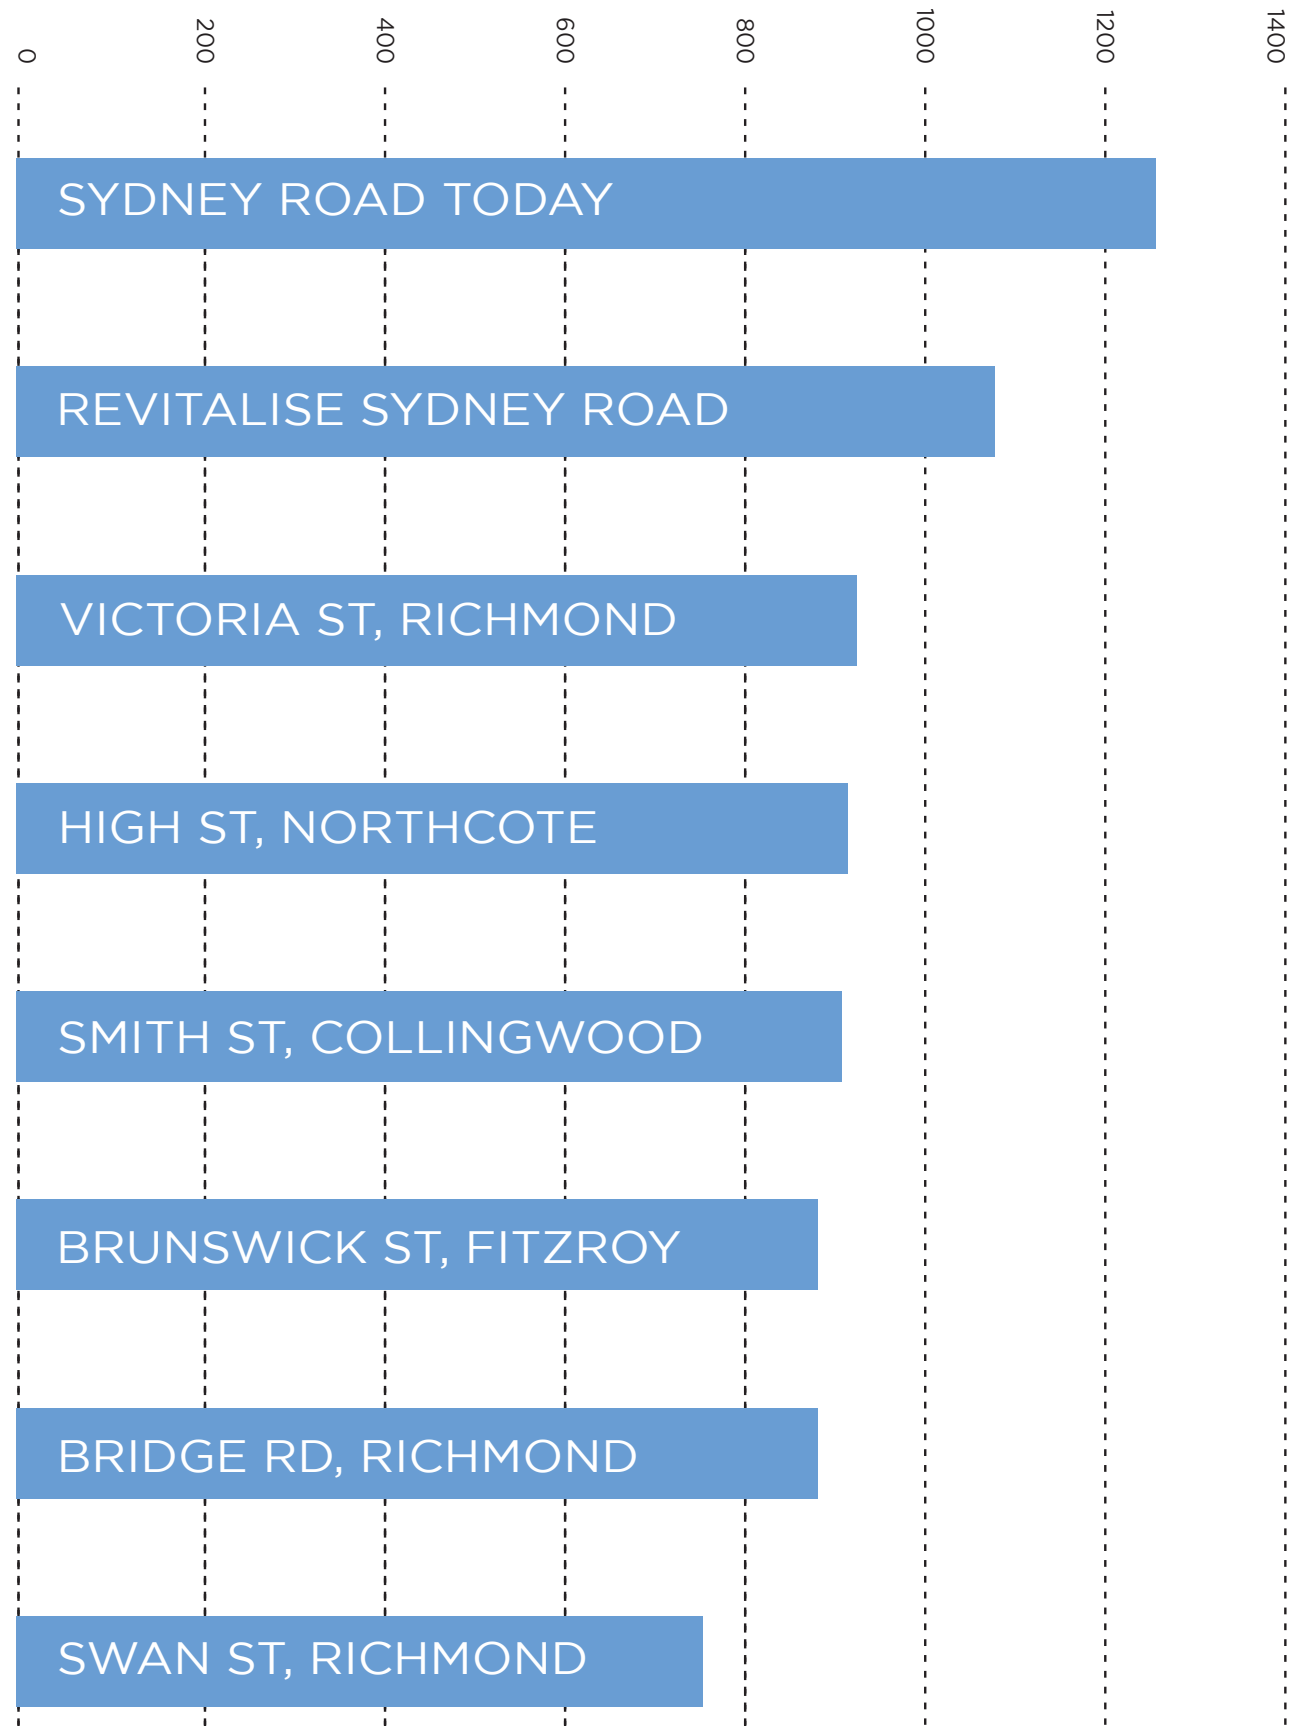 0
200
400
600
800
1000
1200
1400
SYDNEY ROAD TODAY
REVITALISE SYDNEY ROAD
VICTORIA ST, RICHMOND
HIGH ST, NORTHCOTE
SMITH ST, COLLINGWOOD
BRUNSWICK ST, FITZROY
BRIDGE RD, RICHMOND
SWAN ST, RICHMOND